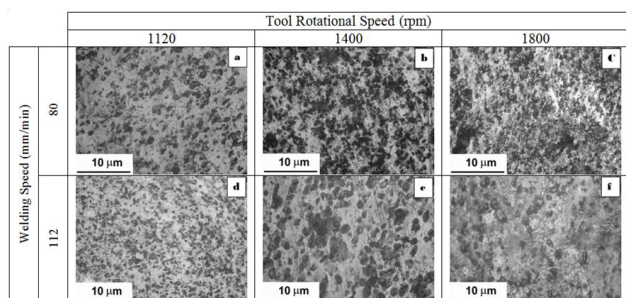 Tool Rotational Speed (rpm)
1120 1400 1800
Welding Speed (mm/min)
80
a
10 μm
b
10 μm
C
10 μm
112
d
10 μm
e
10 μm
f
10 μm